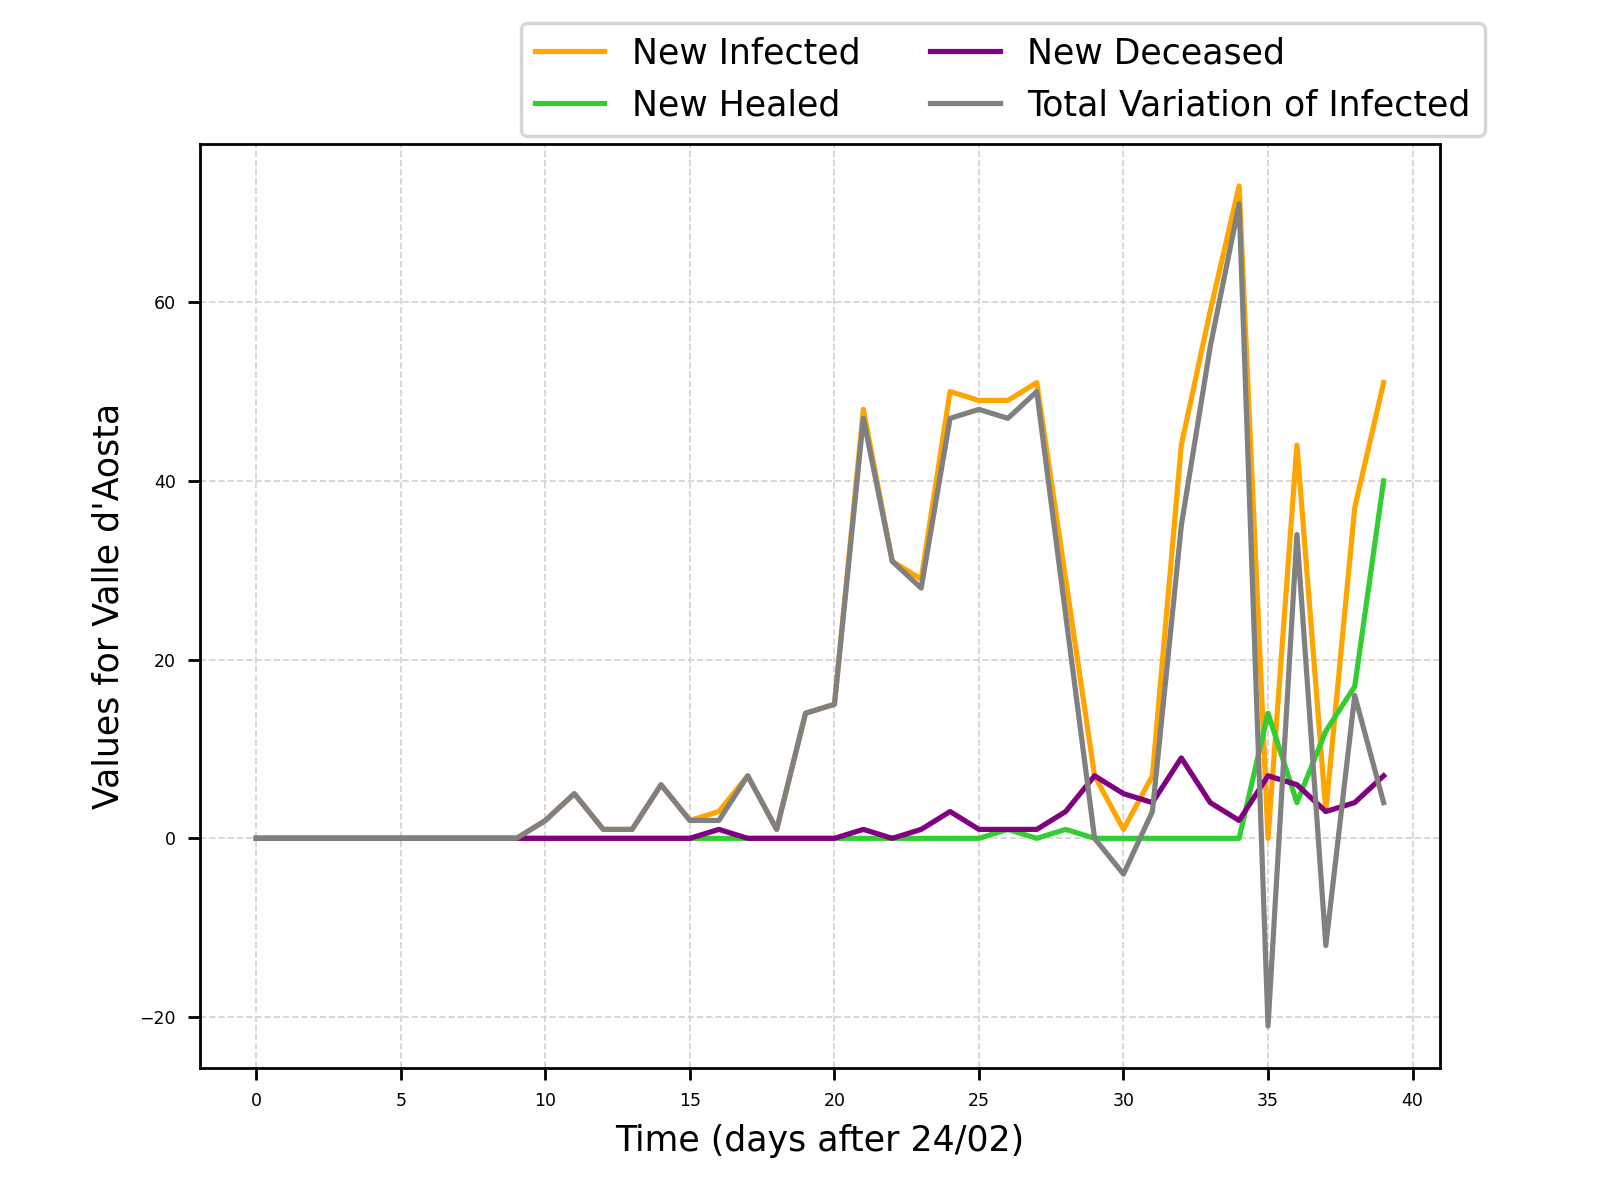 New Infected
New Healed
New Deceased
Total Variation of Infected
60
40
20
0
−20
Values for Valle d'Aosta
0 5 10 15 20 25 30 35 40
Time (days after 24/02)